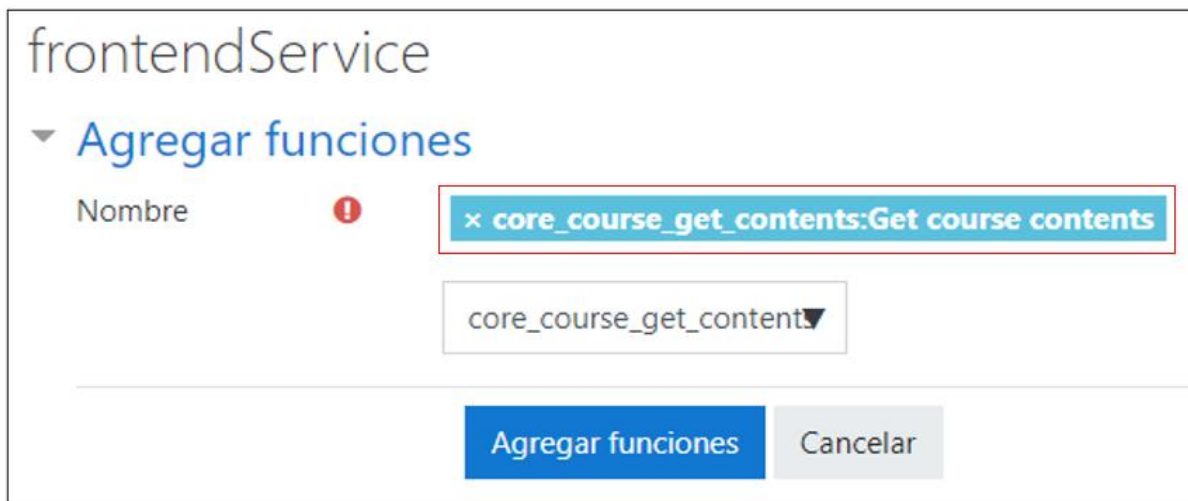 frontendService
Agregar funciones
Nombre
× core_course_get_contents:Get course contents
core_course_get_contents
Agregar funciones Cancelar